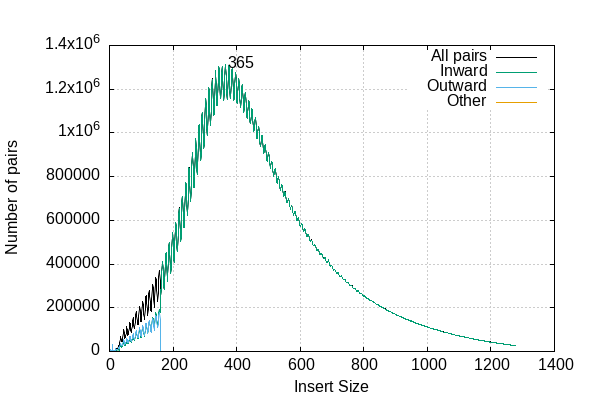 1.4x10⁶
1.2x10⁶
1x10⁶
800000
600000
400000
200000
0
Number of pairs
365
All pairs
Inward
Outward
Other
0 200 400 600 800 1000 1200 1400
Insert Size